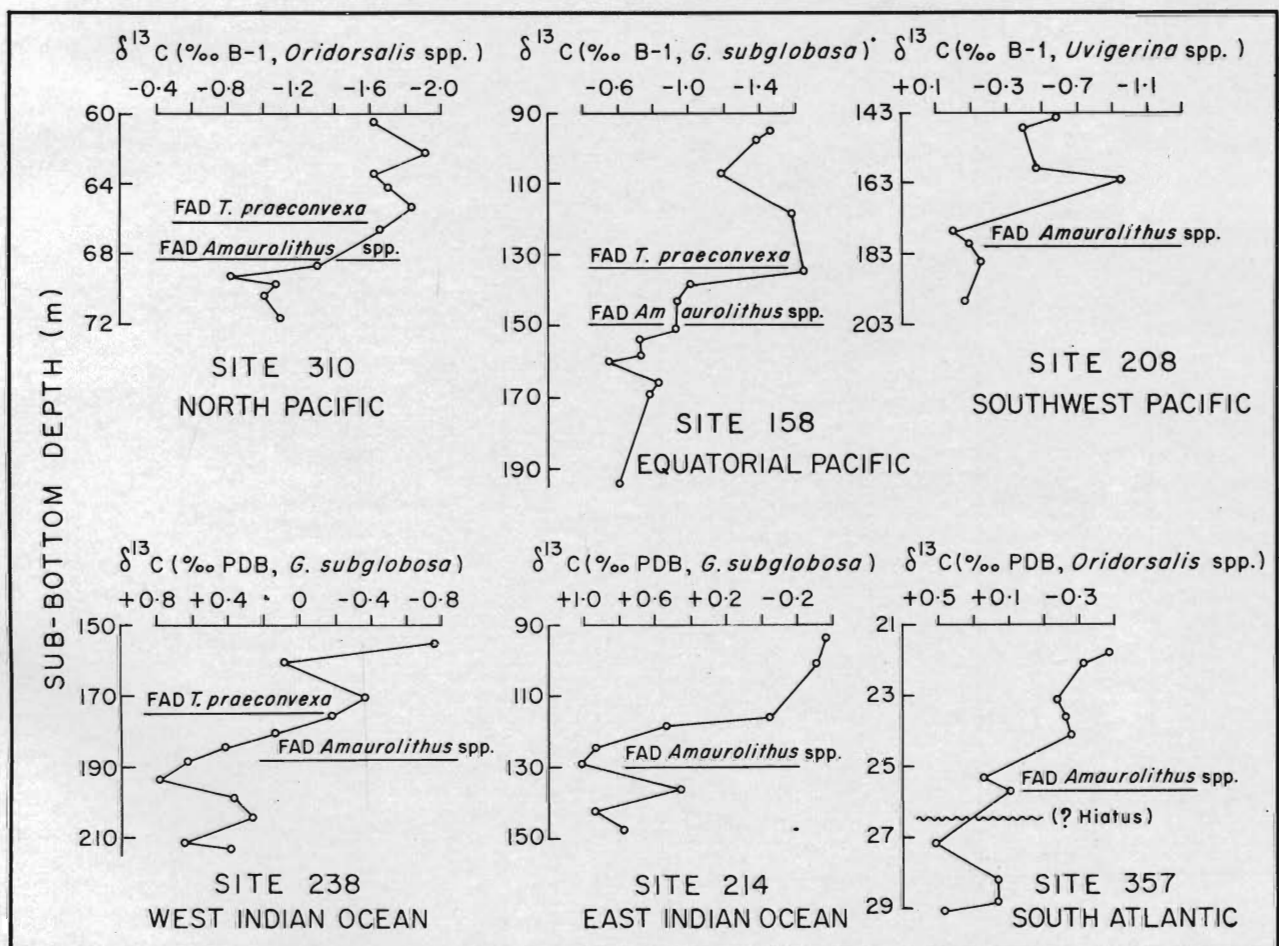 δ13C (‰ B-1, Oridorsalis spp.)
-0·4 -0·8 -1·2 -1·6 -2·0
60
64
68
72
FAD T. praeconvexa
FAD Amaurolithus spp.
SITE 310
NORTH PACIFIC
δ13C (‰ B-1, G. subglobasa)
-0·6 -1·0 -1·4
90
110
130
150
170
190
FAD T. praeconvexa
FAD Amaurolithus spp.
SITE 158
EQUATORIAL PACIFIC
δ13C (‰ B-1, Uvigerina spp.)
+0·1 -0·3 -0·7 -1·1
143
163
183
203
FAD Amaurolithus spp.
SITE 208
SOUTHWEST PACIFIC
SUB-BOTTOM DEPTH (m)
δ13C (‰ PDB, G. subglobosa)
+0·8 +0·4 0 -0·4 -0·8
150
170
190
210
FAD T. praeconvexa
FAD Amaurolithus spp.
SITE 238
WEST INDIAN OCEAN
δ13C (‰ PDB, G. subglobosa)
+1·0 +0·6 +0·2 -0·2
90
110
130
150
FAD Amaurolithus spp.
SITE 214
EAST INDIAN OCEAN
δ13C (‰ PDB, Oridorsalis spp.)
+0·5 +0·1 -0·3
21
23
25
27
29
FAD Amaurolithus spp.
(? Hiatus)
SITE 357
SOUTH ATLANTIC